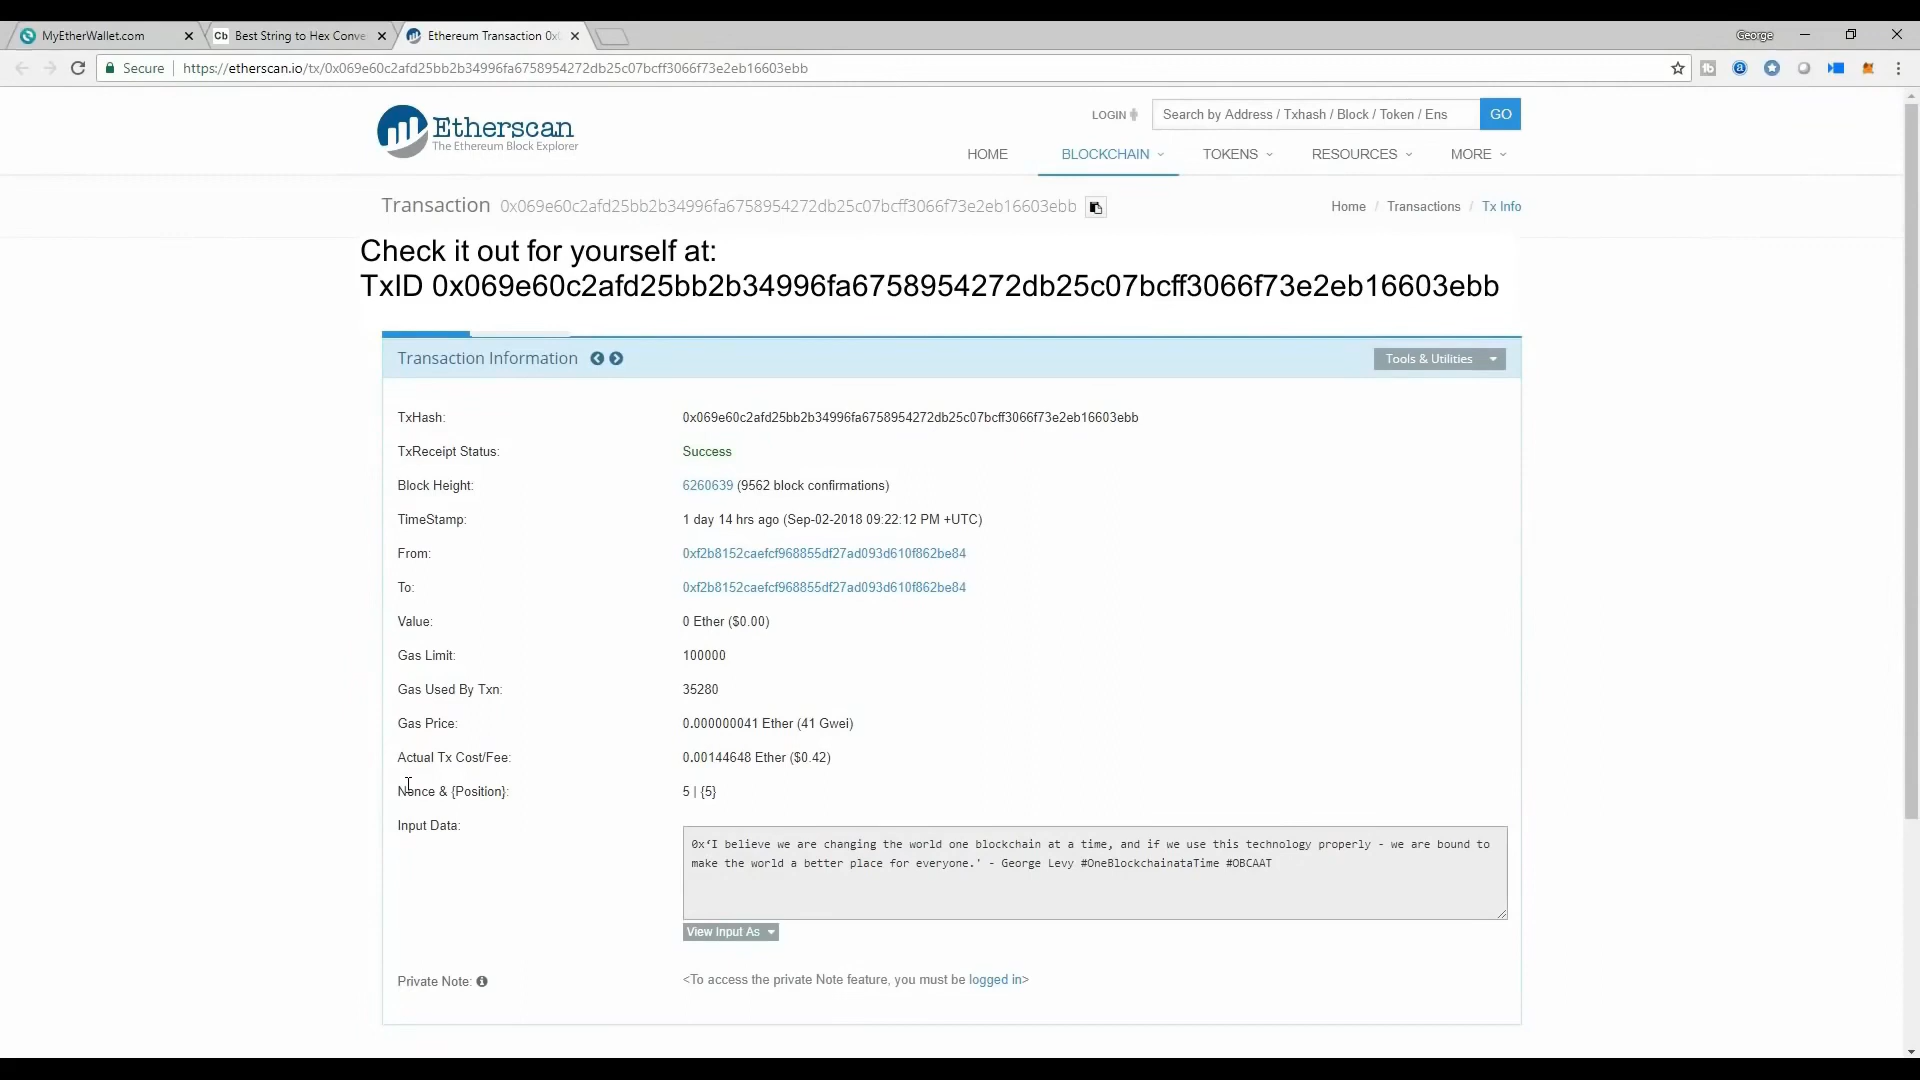 MyEtherWallet.com
Cb Best String to Hex Conve
Ethereum Transaction 0x
George
Secure https://etherscan.io/tx/0x069e60c2afd25bb2b34996fa6758954272db25c07bcff3066f73e2eb16603ebb
Etherscan
The Ethereum Block Explorer
LOGIN
Search by Address / Txhash / Block / Token / Ens
GO
HOME BLOCKCHAIN TOKENS RESOURCES MORE
Transaction 0x069e60c2afd25bb2b34996fa6758954272db25c07bcff3066f73e2eb16603ebb
Home / Transactions / Tx Info
Check it out for yourself at:
TxID 0x069e60c2afd25bb2b34996fa6758954272db25c07bcff3066f73e2eb16603ebb
Transaction Information
Tools & Utilities
TxHash: 0x069e60c2afd25bb2b34996fa6758954272db25c07bcff3066f73e2eb16603ebb
TxReceipt Status: Success
Block Height: 6260639 (9562 block confirmations)
TimeStamp: 1 day 14 hrs ago (Sep-02-2018 09:22:12 PM +UTC)
From: 0xf2b8152caefcf968855df27ad093d610f862be84
To: 0xf2b8152caefcf968855df27ad093d610f862be84
Value: 0 Ether ($0.00)
Gas Limit: 100000
Gas Used By Txn: 35280
Gas Price: 0.000000041 Ether (41 Gwei)
Actual Tx Cost/Fee: 0.00144648 Ether ($0.42)
Nonce & {Position}: 5 | {5}
Input Data:
0x‘I believe we are changing the world one blockchain at a time, and if we use this technology properly - we are bound to
make the world a better place for everyone.' - George Levy #OneBlockchainataTime #OBCAAT
View Input As
Private Note: <To access the private Note feature, you must be logged in>